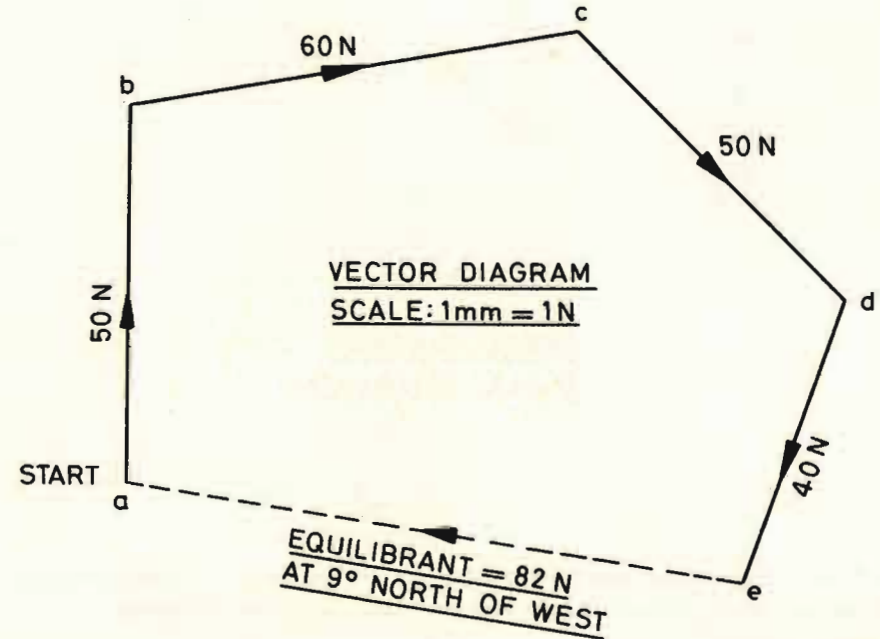 c
60 N
b
50 N
VECTOR DIAGRAM
SCALE: 1mm = 1N
d
50 N
40 N
START
a
EQUILIBRANT = 82 N
AT 9° NORTH OF WEST
e